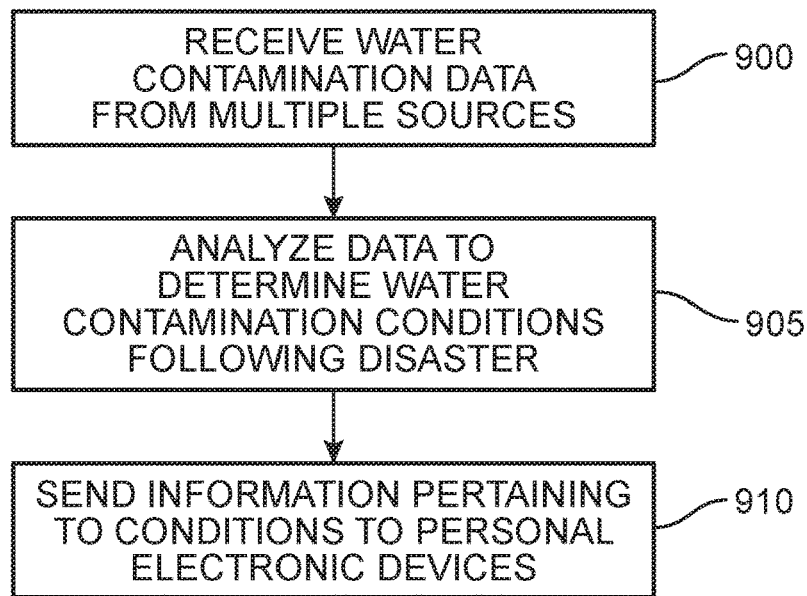 RECEIVE WATER
CONTAMINATION DATA
FROM MULTIPLE SOURCES
900
ANALYZE DATA TO
DETERMINE WATER
CONTAMINATION CONDITIONS
FOLLOWING DISASTER
905
SEND INFORMATION PERTAINING
TO CONDITIONS TO PERSONAL
ELECTRONIC DEVICES
910